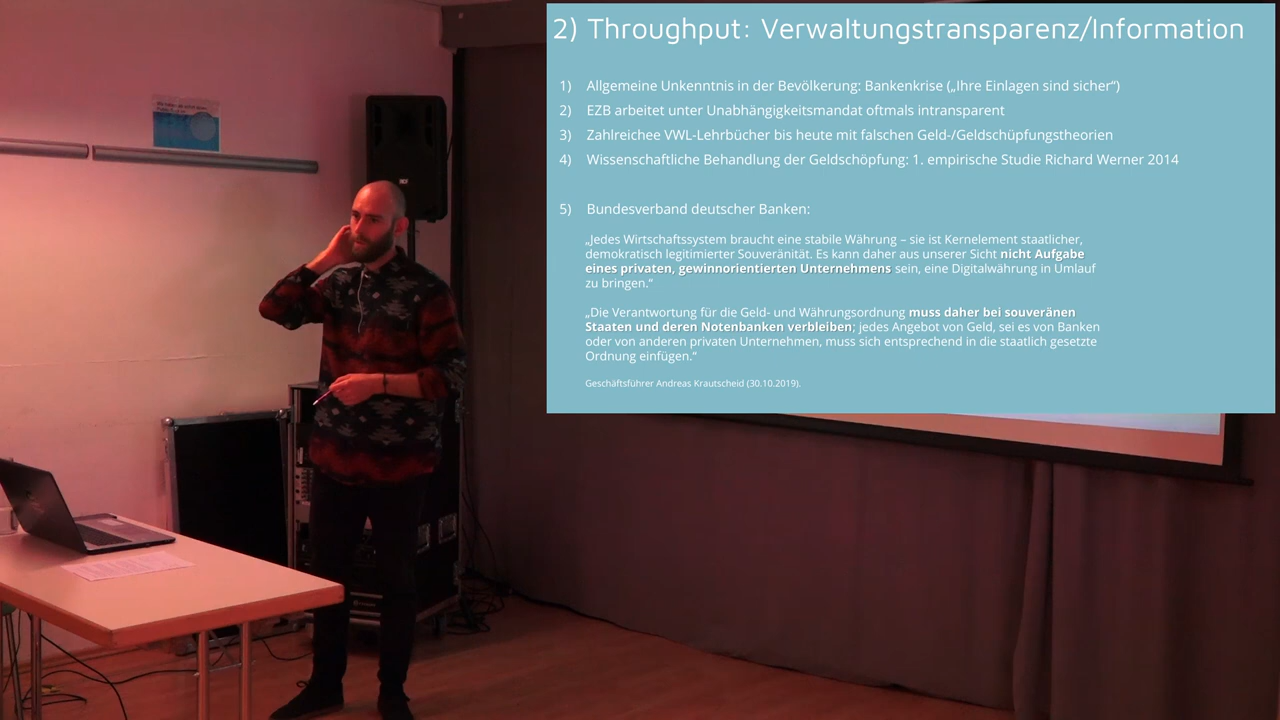 2) Throughput: Verwaltungstransparenz/Information
1) Allgemeine Unkenntnis in der Bevölkerung: Bankenkrise („Ihre Einlagen sind sicher“)
2) EZB arbeitet unter Unabhängigkeitsmandat oftmals intransparent
3) Zahlreichee VWL-Lehrbücher bis heute mit falschen Geld-/Geldschüpfungstheorien
4) Wissenschaftliche Behandlung der Geldschöpfung: 1. empirische Studie Richard Werner 2014
5) Bundesverband deutscher Banken:
„Jedes Wirtschaftssystem braucht eine stabile Währung – sie ist Kernelement staatlicher,
demokratisch legitimierter Souveränität. Es kann daher aus unserer Sicht nicht Aufgabe
eines privaten, gewinnorientierten Unternehmens sein, eine Digitalwährung in Umlauf
zu bringen.“
„Die Verantwortung für die Geld- und Währungsordnung muss daher bei souveränen
Staaten und deren Notenbanken verbleiben; jedes Angebot von Geld, sei es von Banken
oder von anderen privaten Unternehmen, muss sich entsprechend in die staatlich gesetzte
Ordnung einfügen.“
Geschäftsführer Andreas Krautscheid (30.10.2019).